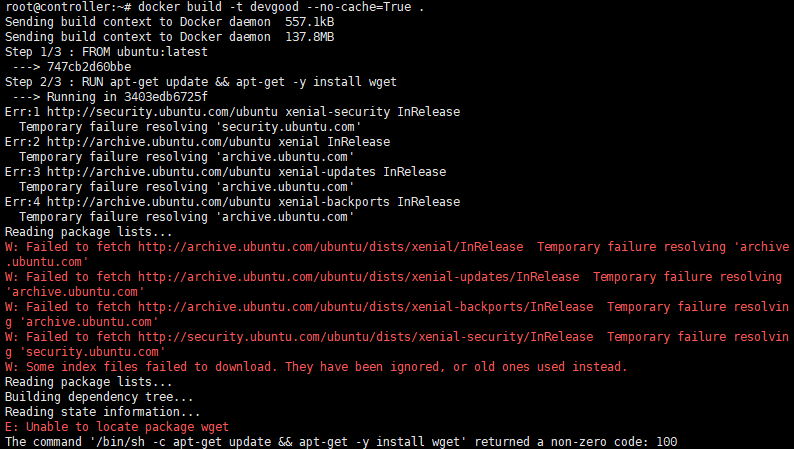 root@controller:~# docker build -t devgood --no-cache=True .
Sending build context to Docker daemon  557.1kB
Sending build context to Docker daemon  137.8MB
Step 1/3 : FROM ubuntu:latest
 ---> 747cb2d60bbe
Step 2/3 : RUN apt-get update && apt-get -y install wget
 ---> Running in 3403edb6725f
Err:1 http://security.ubuntu.com/ubuntu xenial-security InRelease
  Temporary failure resolving 'security.ubuntu.com'
Err:2 http://archive.ubuntu.com/ubuntu xenial InRelease
  Temporary failure resolving 'archive.ubuntu.com'
Err:3 http://archive.ubuntu.com/ubuntu xenial-updates InRelease
  Temporary failure resolving 'archive.ubuntu.com'
Err:4 http://archive.ubuntu.com/ubuntu xenial-backports InRelease
  Temporary failure resolving 'archive.ubuntu.com'
Reading package lists...
W: Failed to fetch http://archive.ubuntu.com/ubuntu/dists/xenial/InRelease  Temporary failure resolving 'archive
.ubuntu.com'
W: Failed to fetch http://archive.ubuntu.com/ubuntu/dists/xenial-updates/InRelease  Temporary failure resolving
'archive.ubuntu.com'
W: Failed to fetch http://archive.ubuntu.com/ubuntu/dists/xenial-backports/InRelease  Temporary failure resolvin
g 'archive.ubuntu.com'
W: Failed to fetch http://security.ubuntu.com/ubuntu/dists/xenial-security/InRelease  Temporary failure resolvin
g 'security.ubuntu.com'
W: Some index files failed to download. They have been ignored, or old ones used instead.
Reading package lists...
Building dependency tree...
Reading state information...
E: Unable to locate package wget
The command '/bin/sh -c apt-get update && apt-get -y install wget' returned a non-zero code: 100